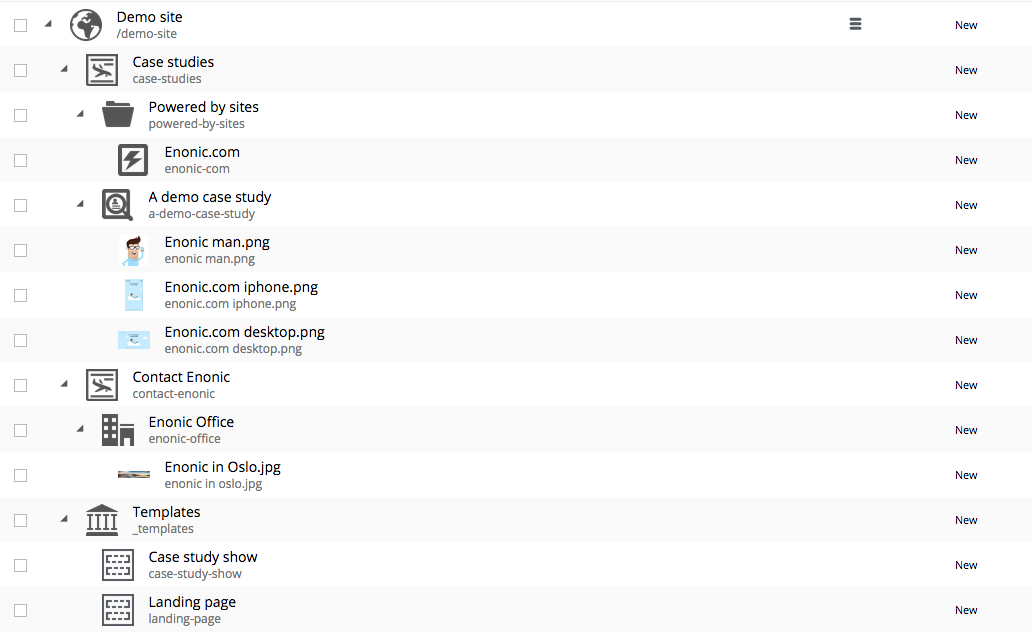 Demo site
/demo-site
New
Case studies
case-studies
New
Powered by sites
powered-by-sites
New
Enonic.com
enonic-com
New
A demo case study
a-demo-case-study
New
Enonic man.png
enonic man.png
New
Enonic.com iphone.png
enonic.com iphone.png
New
Enonic.com desktop.png
enonic.com desktop.png
New
Contact Enonic
contact-enonic
New
Enonic Office
enonic-office
New
Enonic in Oslo.jpg
enonic in oslo.jpg
New
Templates
_templates
New
Case study show
case-study-show
New
Landing page
landing-page
New